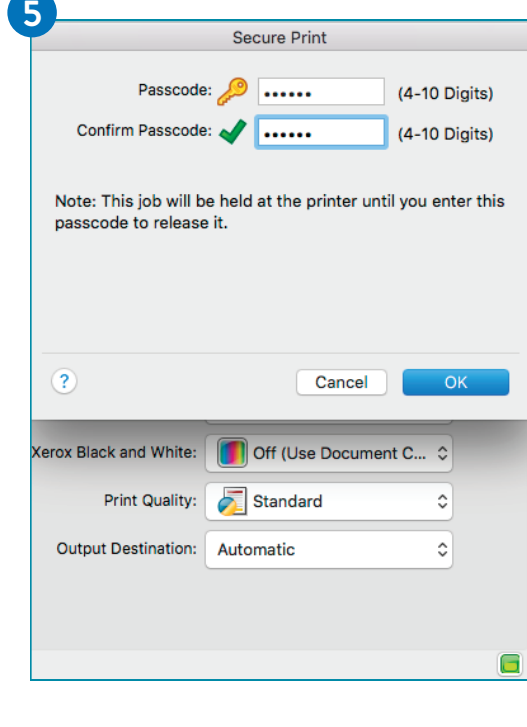 5
Secure Print
Passcode: •••••• (4-10 Digits)
Confirm Passcode: •••••• (4-10 Digits)
Note: This job will be held at the printer until you enter this
passcode to release it.
? Cancel OK
Xerox Black and White: Off (Use Document C...
Print Quality: Standard
Output Destination: Automatic